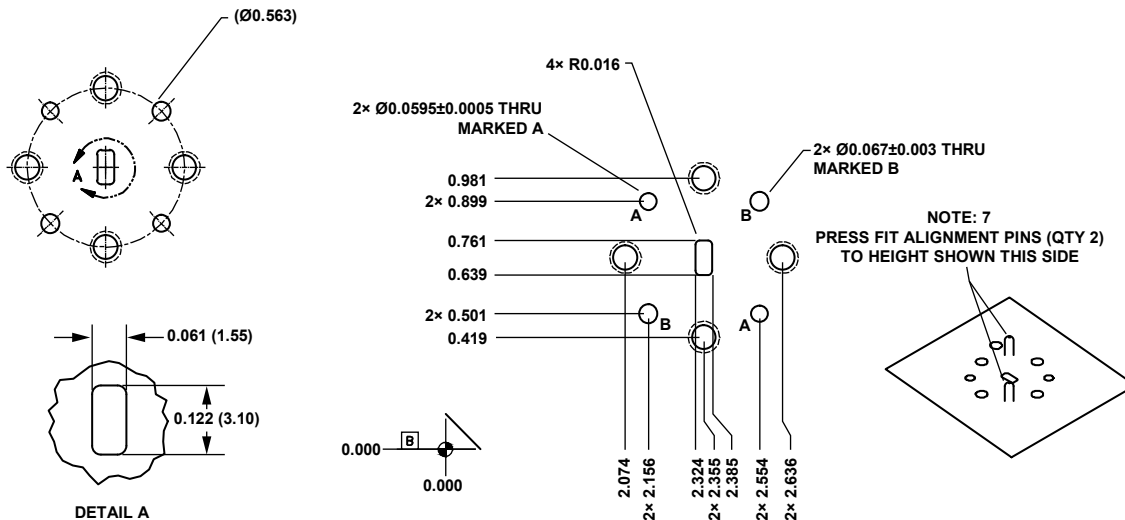 (Ø0.563)
A
0.061 (1.55)
0.122 (3.10)
DETAIL A
4× R0.016
2× Ø0.0595±0.0005 THRU
MARKED A
2× Ø0.067±0.003 THRU
MARKED B
0.981
2× 0.899
A
B
0.761
0.639
2× 0.501
B
A
0.419
0.000
B
0.000
2.074
2× 2.156
2.324
2× 2.355
2.385
2× 2.554
2× 2.636
NOTE: 7
PRESS FIT ALIGNMENT PINS (QTY 2)
TO HEIGHT SHOWN THIS SIDE